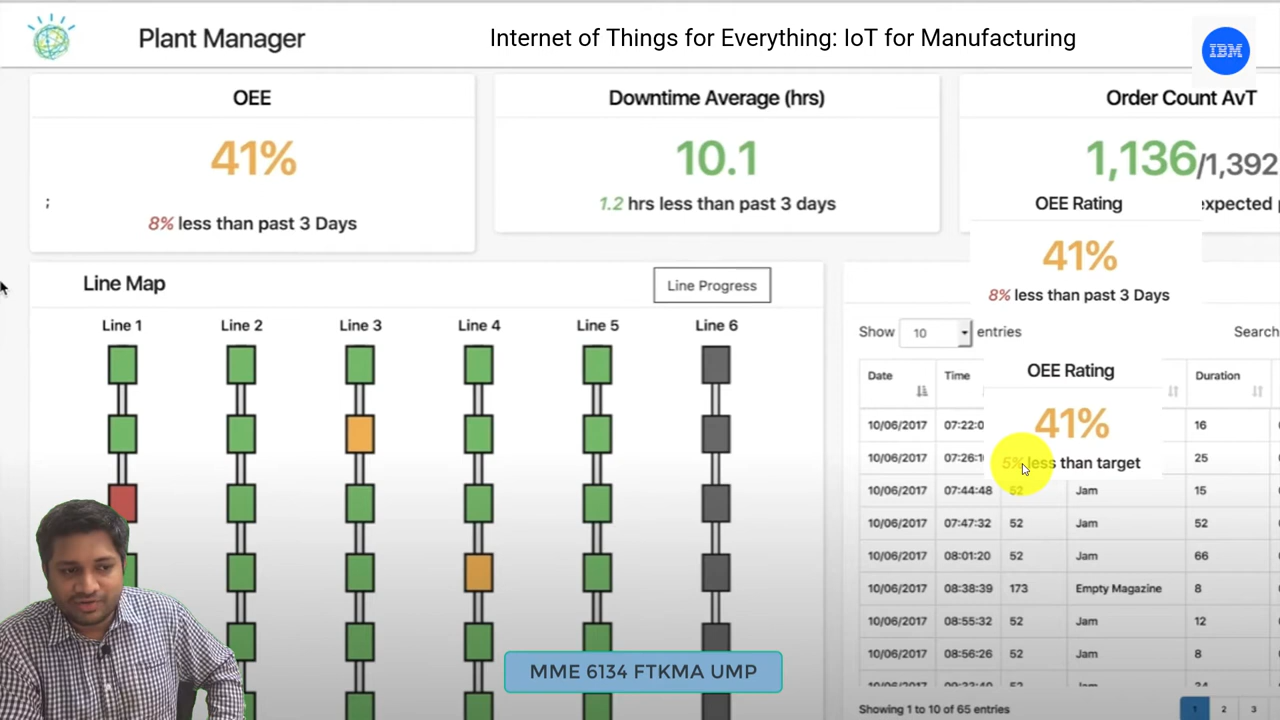 Plant Manager
Internet of Things for Everything: IoT for Manufacturing
IBM
OEE
41%
;
8% less than past 3 Days
Downtime Average (hrs)
10.1
1.2 hrs less than past 3 days
Order Count AvT
1,136/1,392
expected
OEE Rating
41%
8% less than past 3 Days
Line Map
Line Progress
Line 1 Line 2 Line 3 Line 4 Line 5 Line 6
Show 10 entries
Search
Date Time Duration
OEE Rating
41%
5% less than target
10/06/2017 07:22:0 16
10/06/2017 07:26:1 25
10/06/2017 07:44:48 52 Jam 15
10/06/2017 07:47:32 52 Jam 52
10/06/2017 08:01:20 52 Jam 66
10/06/2017 08:38:39 173 Empty Magazine 8
10/06/2017 08:55:32 52 Jam 12
10/06/2017 08:56:26 52 Jam 8
Showing 1 to 10 of 65 entries
1 2 3
MME 6134 FTKMA UMP